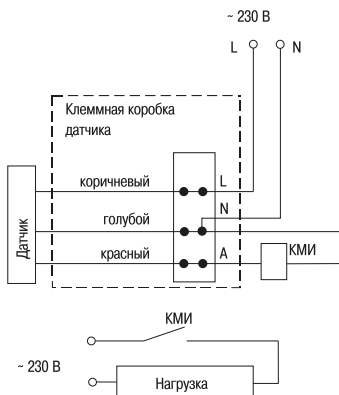 ~ 230 В
L N
Клеммная коробка
датчика
коричневый L
N
голубой
красный A
КМИ
Датчик
КМИ
~ 230 В
Нагрузка